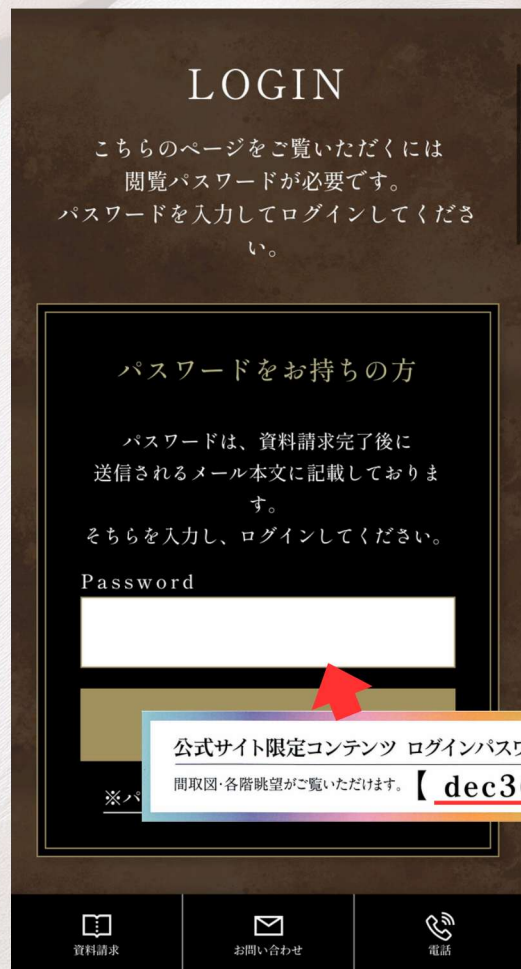 LOGIN
こちらのページをご覧いただくには
閲覧パスワードが必要です。
パスワードを入力してログインしてくださ
い。
パスワードをお持ちの方
パスワードは、資料請求完了後に
送信されるメール本文に記載しておりま
す。
そちらを入力し、ログインしてください。
Password
公式サイト限定コンテンツ ログインパスワ
間取図・各階眺望がご覧いただけます。【 dec3
※パ
資料請求
お問い合わせ
電話